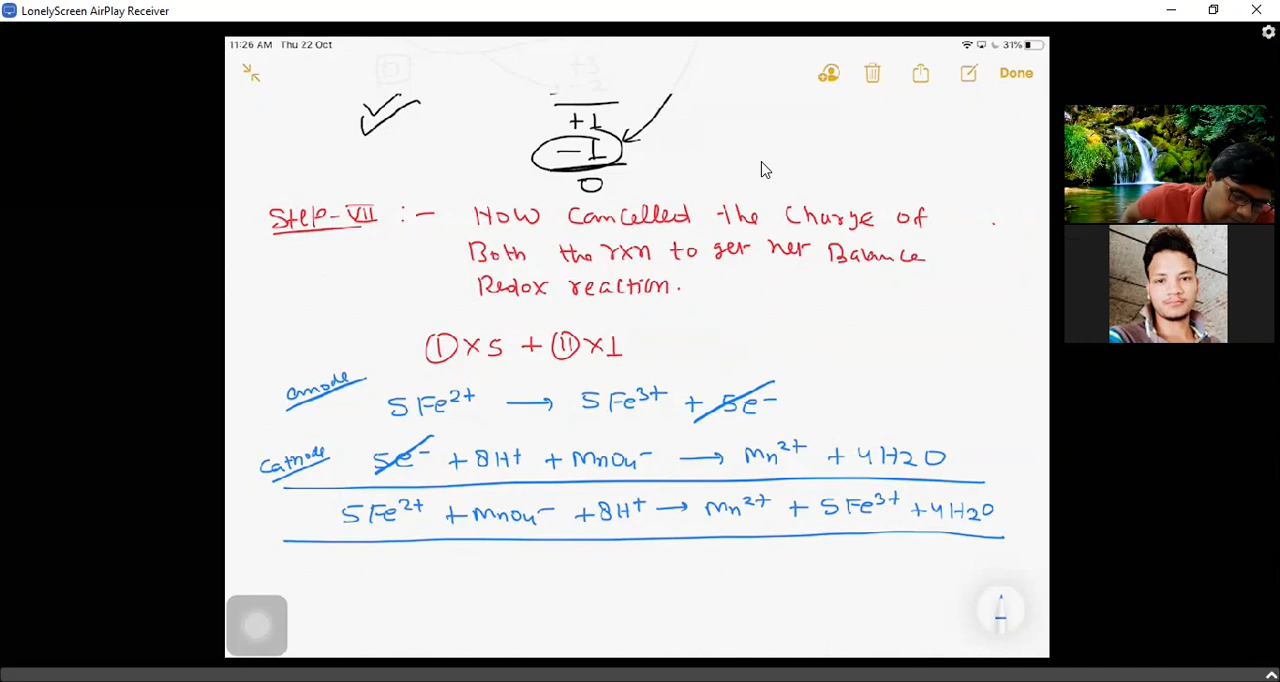 LonelyScreen AirPlay Receiver
11:26 AM Thu 22 Oct
31%
Done
+1
-1
0
Step-VII :- How Cancelled the Charge of
Both the rxn to get net Balance
Redox reaction.
(I) × 5 + (II) × 1
anode
5Fe²⁺ → 5Fe³⁺ + 5e⁻
Cathode
5e⁻ + 8H⁺ + MnO4⁻ → Mn²⁺ + 4H2O
5Fe²⁺ + MnO4⁻ + 8H⁺ → Mn²⁺ + 5Fe³⁺ + 4H2O